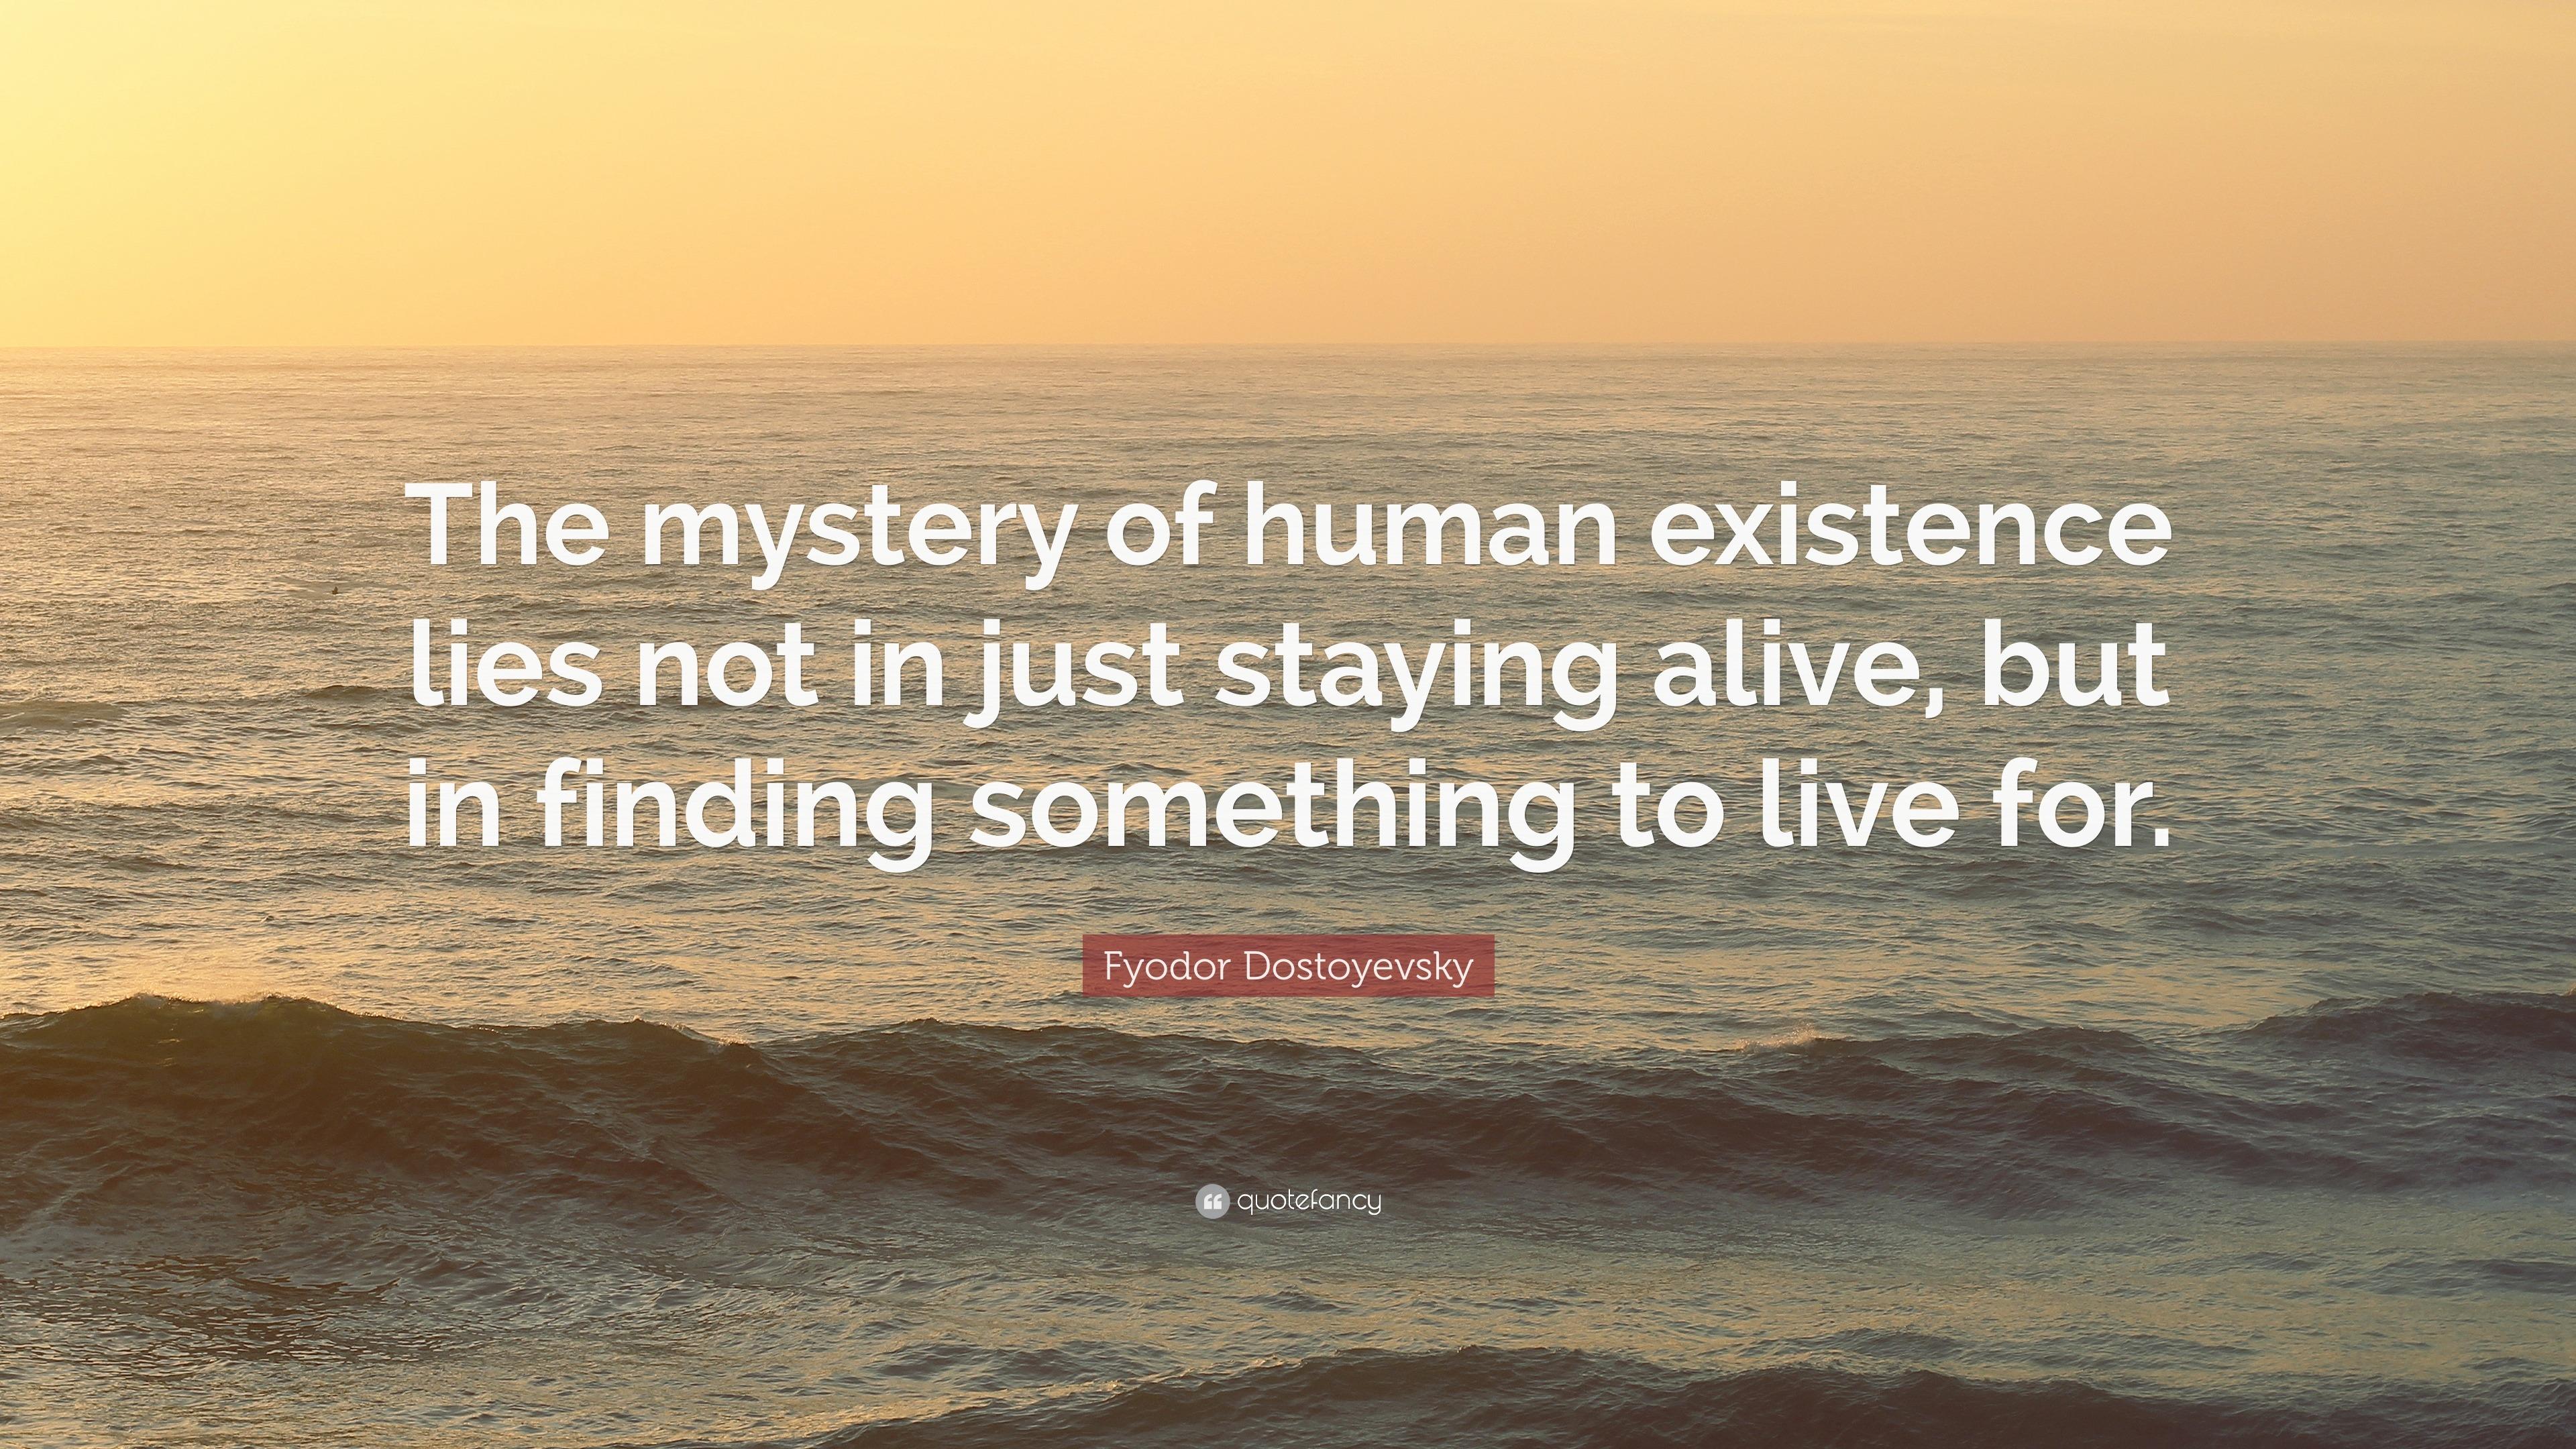 The mystery of human existence
lies not in just staying alive, but
in finding something to live for.
Fyodor Dostoyevsky
quotefancy